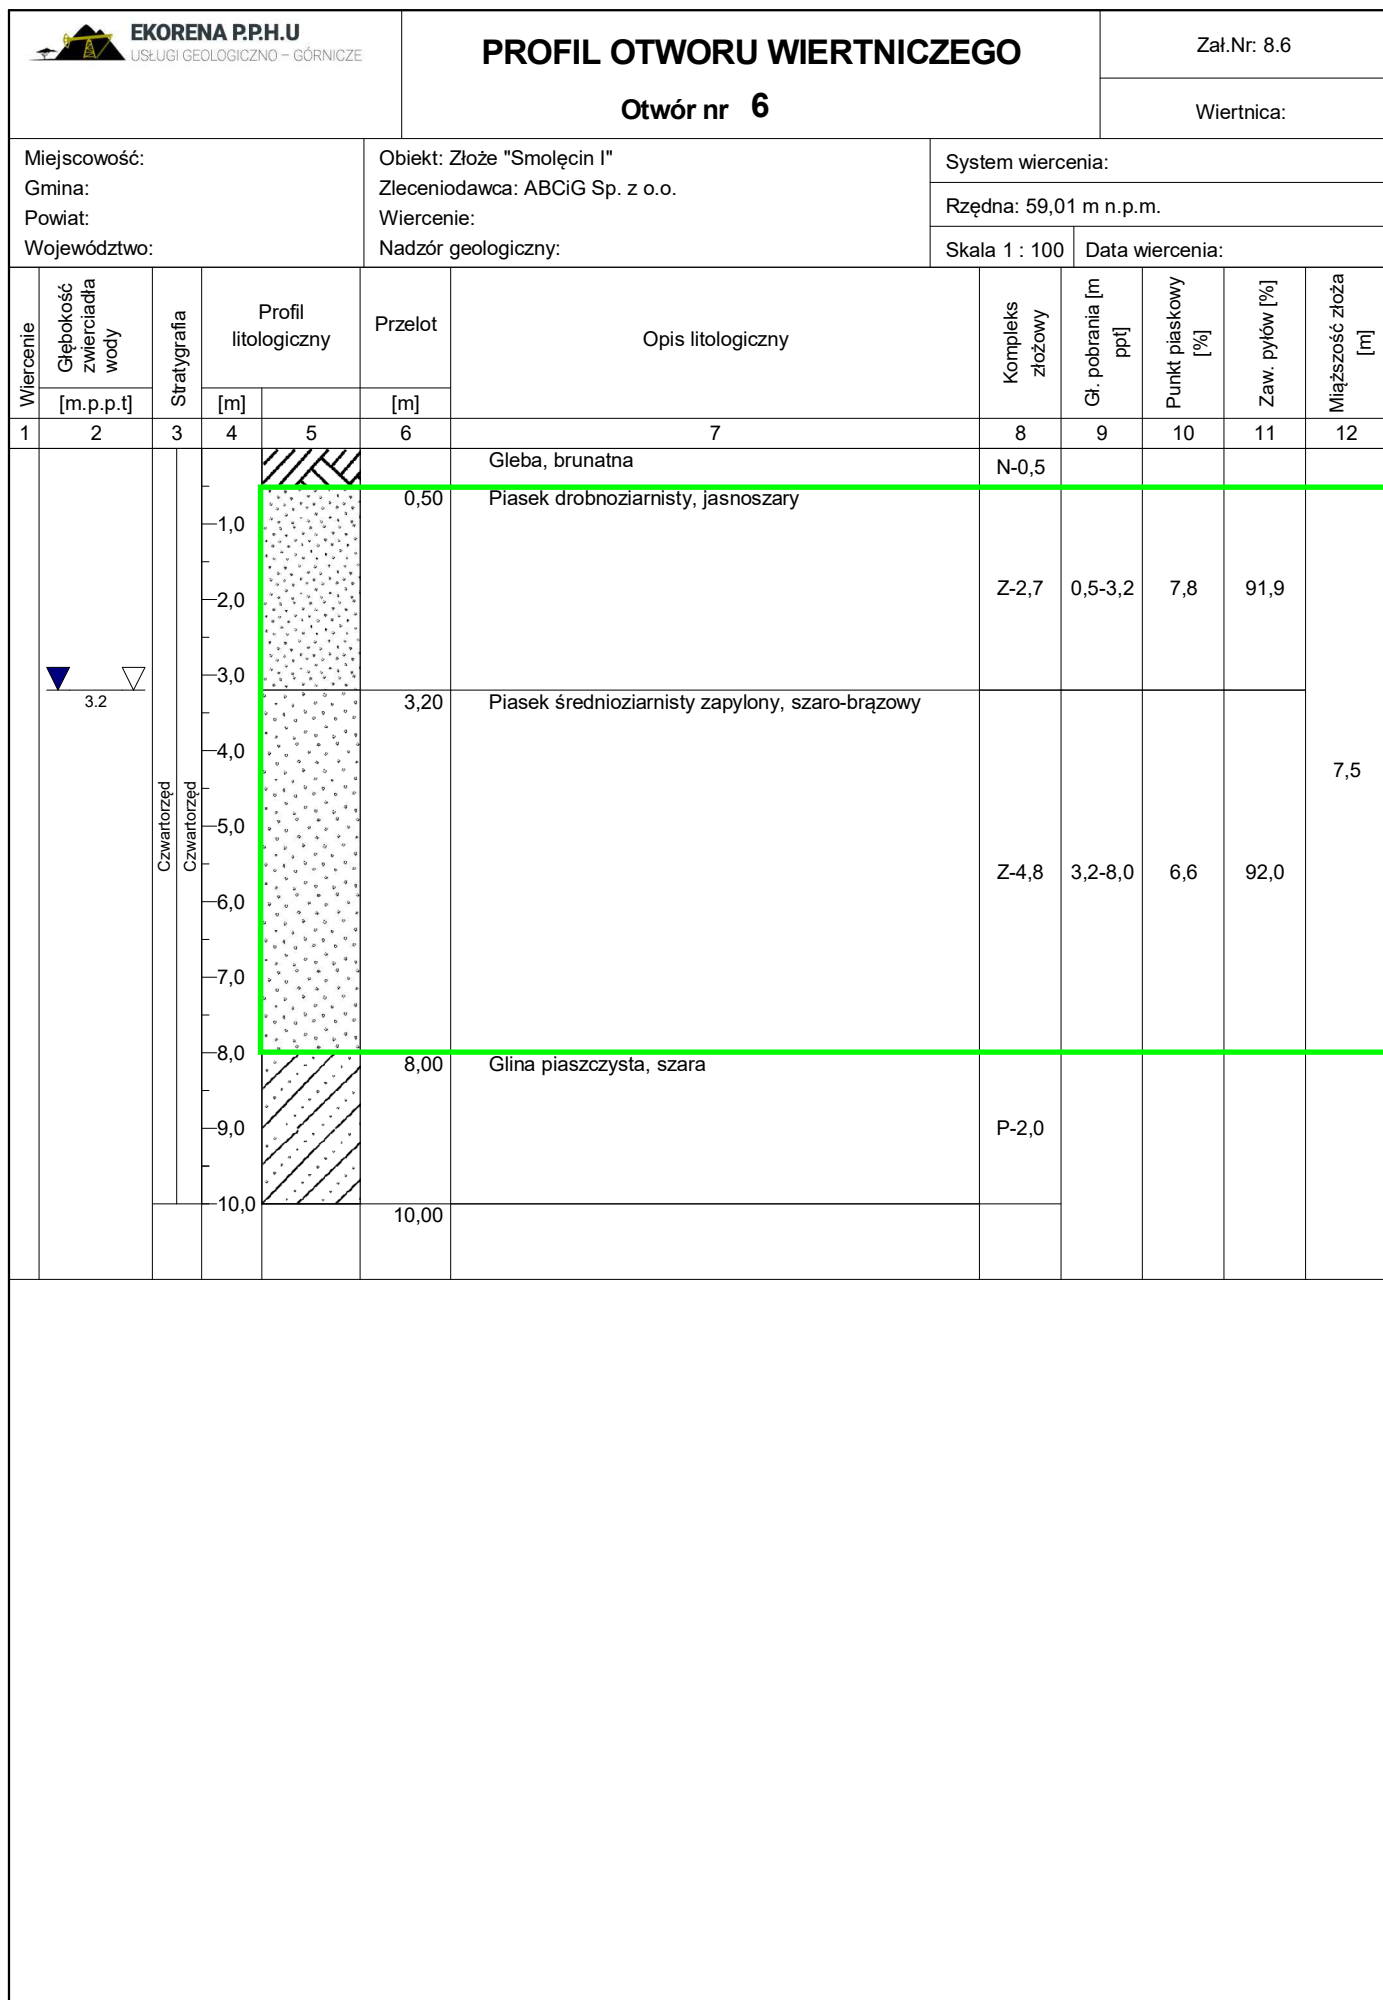 EKORENA P.P.H.U
USŁUGI GEOLOGICZNO – GÓRNICZE
PROFIL OTWORU WIERTNICZEGO
Otwór nr 6
Zał.Nr: 8.6
Wiertnica:
Miejscowość:
Gmina:
Powiat:
Województwo:
Obiekt: Złoże "Smolęcin I"
Zleceniodawca: ABCiG Sp. z o.o.
Wiercenie:
Nadzór geologiczny:
System wiercenia:
Rzędna: 59,01 m n.p.m.
Skala 1 : 100
Data wiercenia:
Wiercenie
Głębokość
zwierciadła
wody
[m.p.p.t]
Stratygrafia
Profil
litologiczny
[m]
Przelot
[m]
Opis litologiczny
Kompleks
złożowy
Gł. pobrania [m
ppt]
Punkt piaskowy
[%]
Zaw. pyłów [%]
Miąższość złoża
[m]
1 2 3 4 5 6 7 8 9 10 11 12
Gleba, brunatna
N-0,5
0,50 Piasek drobnoziarnisty, jasnoszary
1,0
Z-2,7 0,5-3,2 7,8 91,9
2,0
3,0
3.2
3,20 Piasek średnioziarnisty zapylony, szaro-brązowy
4,0
7,5
Czwartorzęd
Czwartorzęd
5,0
Z-4,8 3,2-8,0 6,6 92,0
6,0
7,0
8,0
8,00 Glina piaszczysta, szara
9,0
P-2,0
10,0
10,00